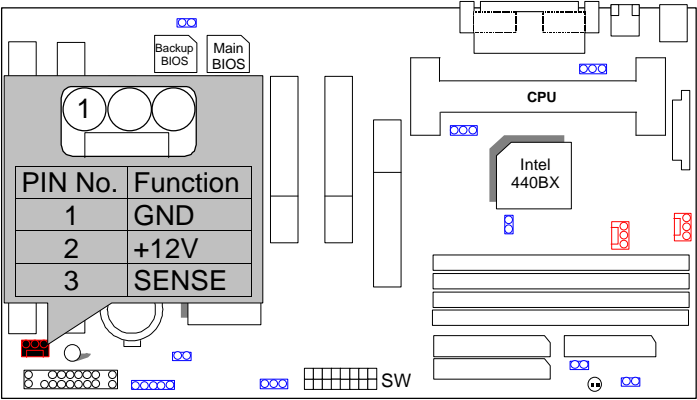 Backup
BIOS
Main
BIOS
CPU
1
Intel
440BX
PIN No. Function
1 GND
2 +12V
3 SENSE
SW